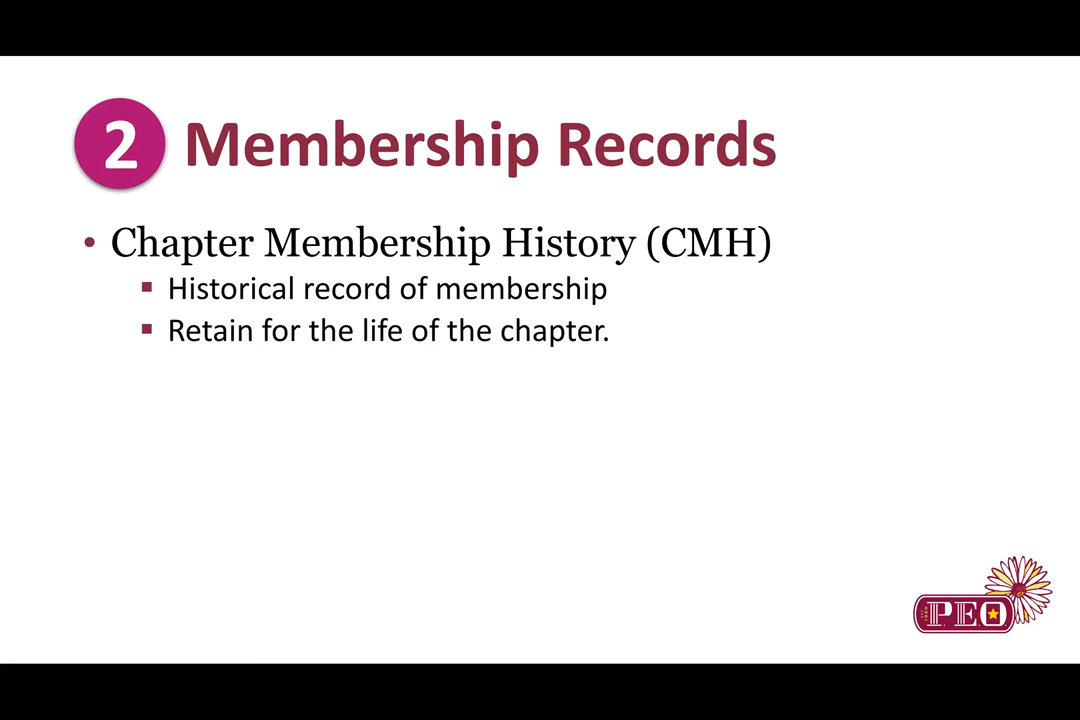 2 Membership Records
• Chapter Membership History (CMH)
▪ Historical record of membership
▪ Retain for the life of the chapter.
PEO